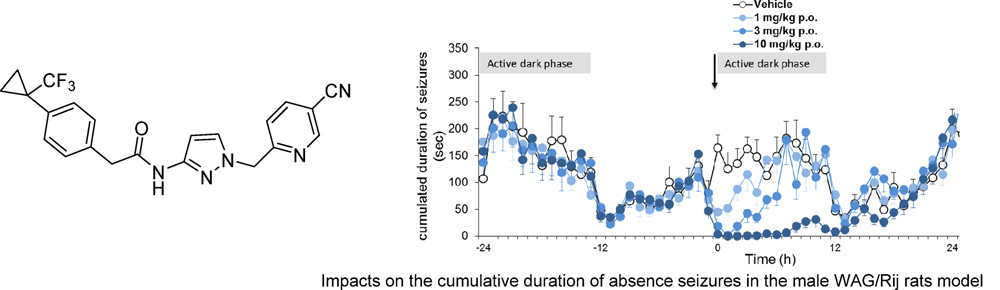 CF₃
O
N
H
N
N
N
CN
Vehicle
1 mg/kg p.o.
3 mg/kg p.o.
10 mg/kg p.o.
cumulated duration of seizures
(sec)
350
300
250
200
150
100
50
0
Active dark phase
Active dark phase
-24
-12
0
12
24
Time (h)
Impacts on the cumulative duration of absence seizures in the male WAG/Rij rats model